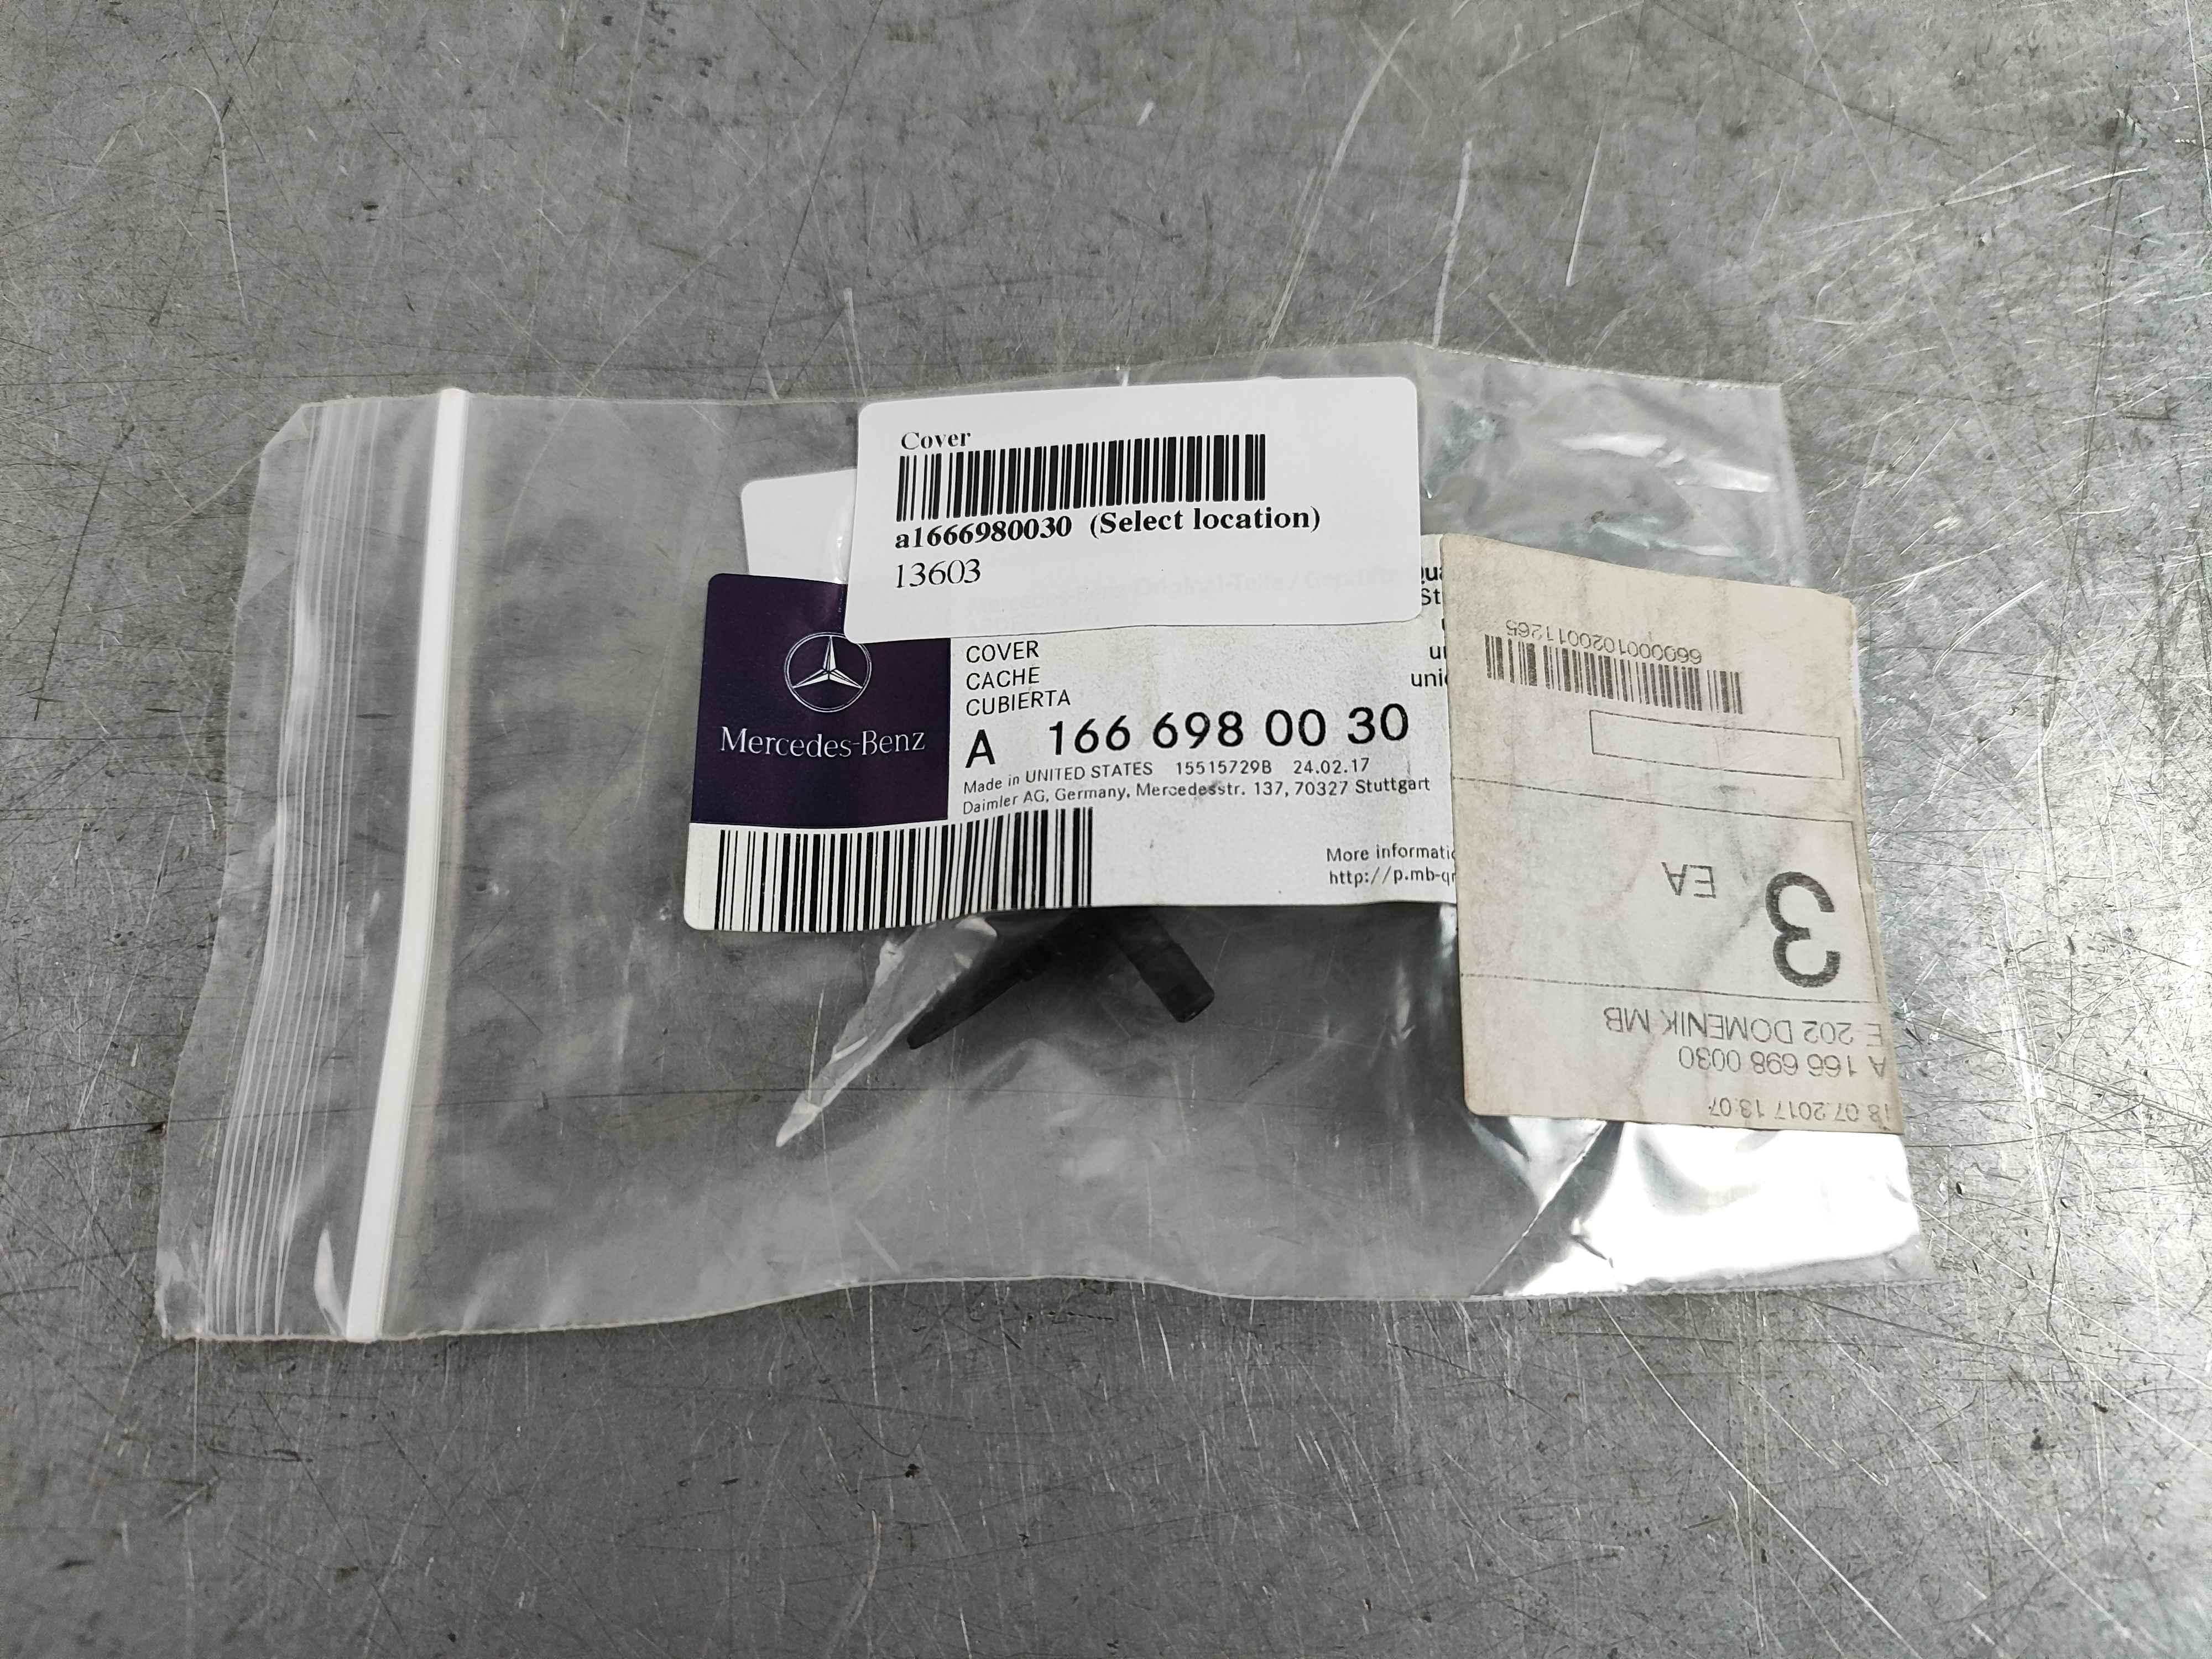 Cover
a1666980030 (Select location)
13603
COVER
CACHE
CUBIERTA
A 166 698 00 30
Made in UNITED STATES 15515729B 24.02.17
Daimler AG, Germany, Mercedesstr. 137, 70327 Stuttgart
Mercedes-Benz
More
http://p.mb-qr
18.07.2017 13:07
A 166 698 0030
E 202 DOMENIK MB
3 EA
66000001020011265